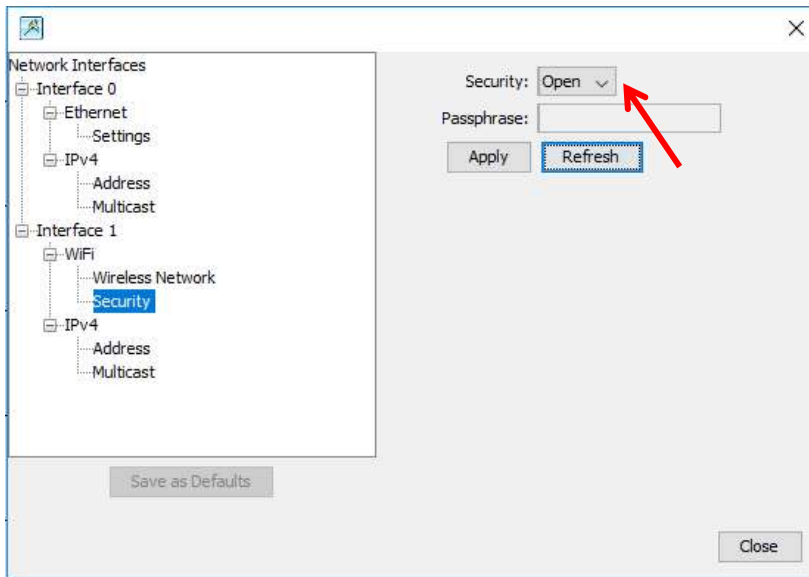 Network Interfaces
Interface 0
Ethernet
Settings
IPv4
Address
Multicast
Interface 1
WiFi
Wireless Network
Security
IPv4
Address
Multicast
Save as Defaults
Security: Open
Passphrase:
Apply Refresh
Close